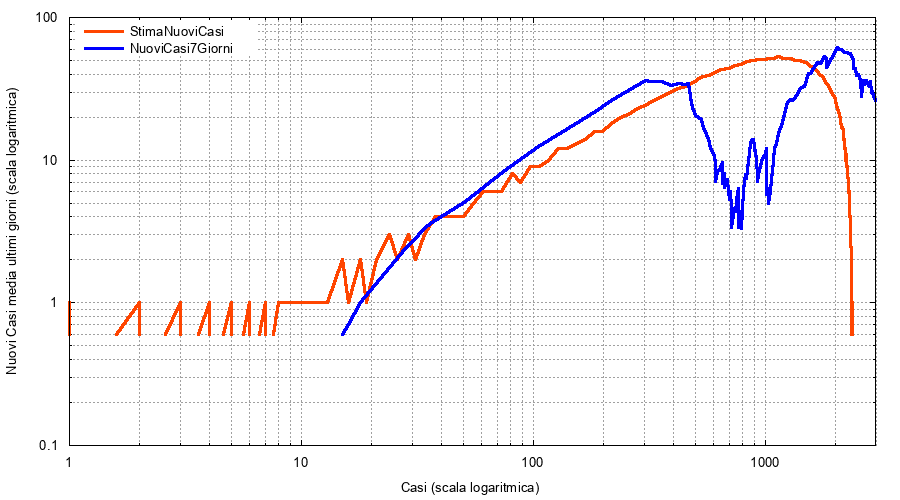 100
StimaNuoviCasi
NuoviCasi7Giorni
10
1
0.1
1
10
100
1000
Nuovi Casi media ultimi giorni (scala logaritmica)
Casi (scala logaritmica)